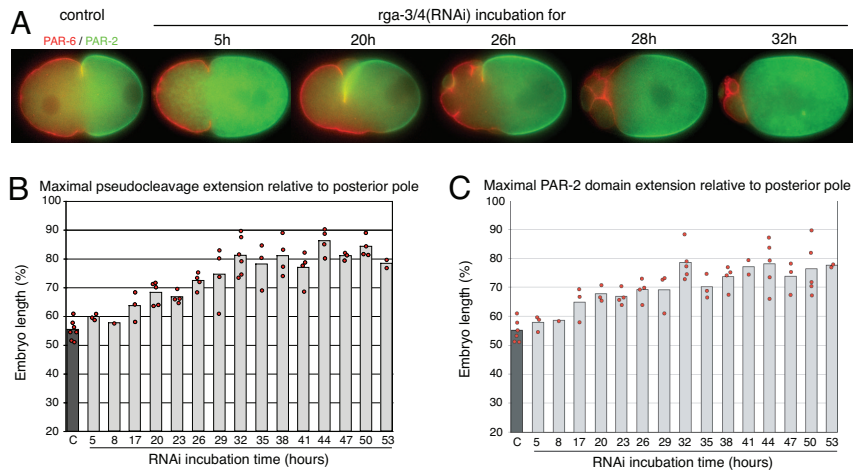 A
control
rga-3/4(RNAi) incubation for
PAR-6 / PAR-2
5h 20h 26h 28h 32h
B Maximal pseudocleavage extension relative to posterior pole
Embryo length (%)
100
90
80
70
60
50
40
30
20
C 5 8 17 20 23 26 29 32 35 38 41 44 47 50 53
RNAi incubation time (hours)
C Maximal PAR-2 domain extension relative to posterior pole
Embryo length (%)
100
90
80
70
60
50
40
30
20
C 5 8 17 20 23 26 29 32 35 38 41 44 47 50 53
RNAi incubation time (hours)